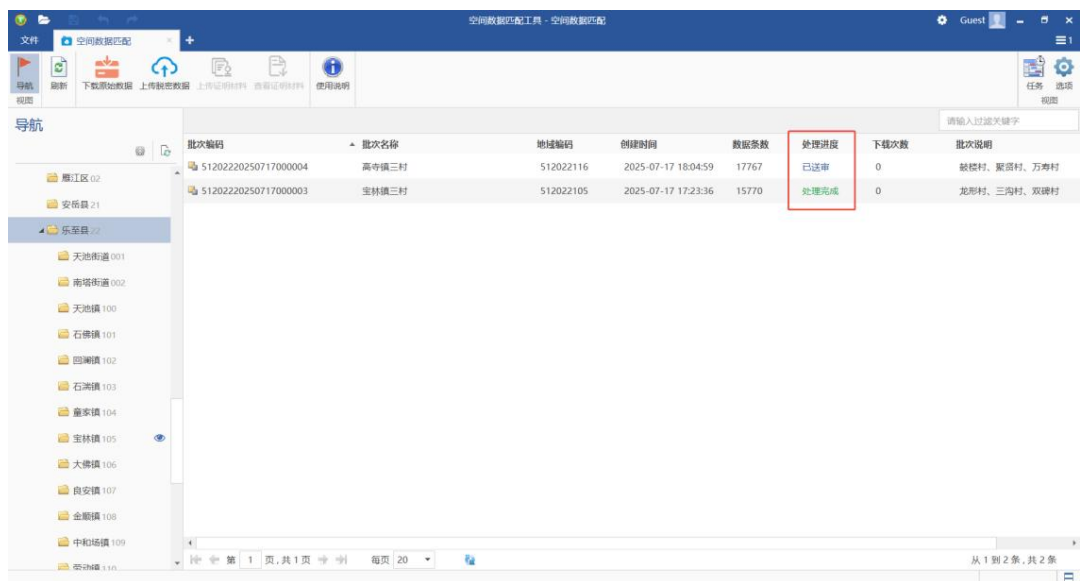 空间数据匹配工具 - 空间数据匹配
Guest
文件 空间数据匹配 × +
1
导航 刷新 下载原始数据 上传脱密数据 上传证明材料 查看证明材料 使用说明 任务 选项
视图 视图
导航
请输入过滤关键字
批次编码 批次名称 地域编码 创建时间 数据条数 处理进度 下载次数 批次说明
51202220250717000004 高寺镇三村 512022116 2025-07-17 18:04:59 17767 已送审 0 鼓楼村、聚贤村、万寿村
51202220250717000003 宝林镇三村 512022105 2025-07-17 17:23:36 15770 处理完成 0 龙形村、三沟村、双碑村
雁江区 02
安岳县 21
乐至县 22
天池街道 001
南塔街道 002
天池镇 100
石佛镇 101
回澜镇 102
石湍镇 103
童家镇 104
宝林镇 105
大佛镇 106
良安镇 107
金顺镇 108
中和场镇 109
劳动镇 110
第 1 页,共1页 每页 20
从 1 到 2 条,共 2 条